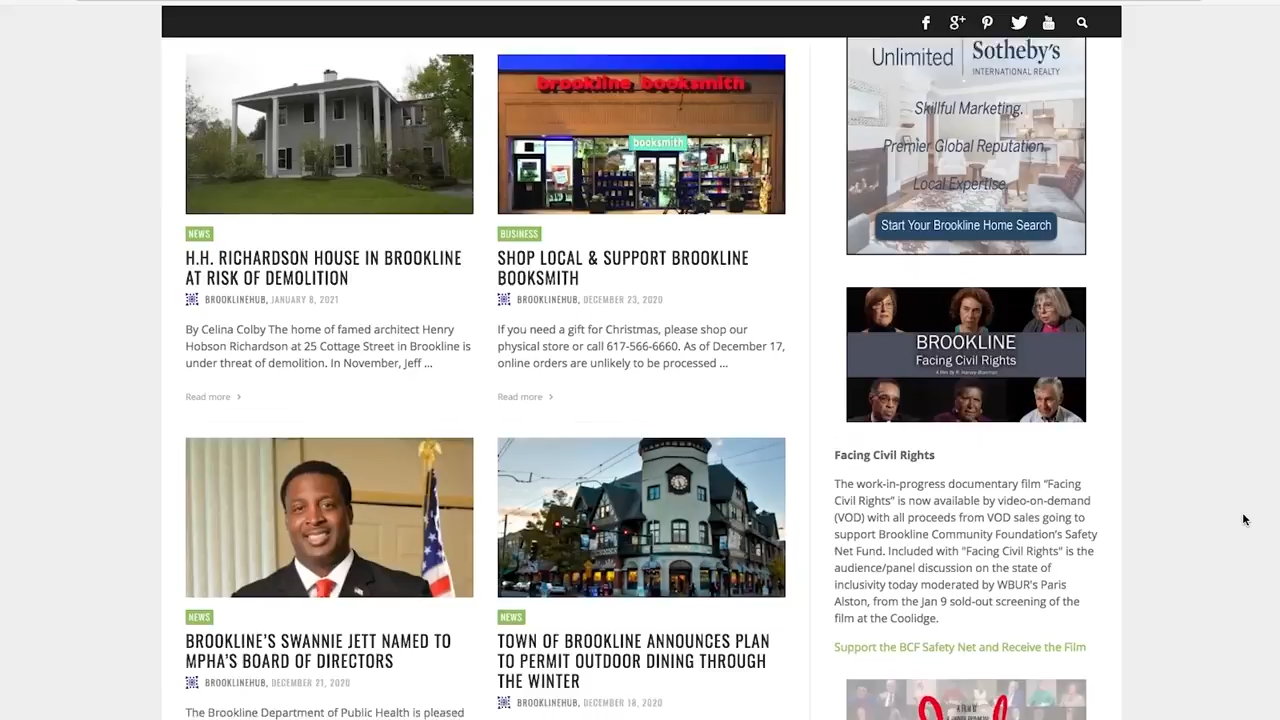 brookline booksmith
booksmith
NEWS
H.H. RICHARDSON HOUSE IN BROOKLINE
AT RISK OF DEMOLITION
BROOKLINEHUB, JANUARY 8, 2021
By Celina Colby The home of famed architect Henry
Hobson Richardson at 25 Cottage Street in Brookline is
under threat of demolition. In November, Jeff ...
Read more
BUSINESS
SHOP LOCAL & SUPPORT BROOKLINE
BOOKSMITH
BROOKLINEHUB, DECEMBER 23, 2020
If you need a gift for Christmas, please shop our
physical store or call 617-566-6660. As of December 17,
online orders are unlikely to be processed ...
Read more
NEWS
BROOKLINE'S SWANNIE JETT NAMED TO
MPHA'S BOARD OF DIRECTORS
BROOKLINEHUB, DECEMBER 21, 2020
The Brookline Department of Public Health is pleased
NEWS
TOWN OF BROOKLINE ANNOUNCES PLAN
TO PERMIT OUTDOOR DINING THROUGH
THE WINTER
BROOKLINEHUB, DECEMBER 18, 2020
Unlimited Sotheby's
INTERNATIONAL REALTY
Skillful Marketing.
Premier Global Reputation.
Local Expertise.
Start Your Brookline Home Search
BROOKLINE
Facing Civil Rights
Facing Civil Rights
The work-in-progress documentary film "Facing
Civil Rights" is now available by video-on-demand
(VOD) with all proceeds from VOD sales going to
support Brookline Community Foundation's Safety
Net Fund. Included with "Facing Civil Rights" is the
audience/panel discussion on the state of
inclusivity today moderated by WBUR's Paris
Alston, from the Jan 9 sold-out screening of the
film at the Coolidge.
Support the BCF Safety Net and Receive the Film